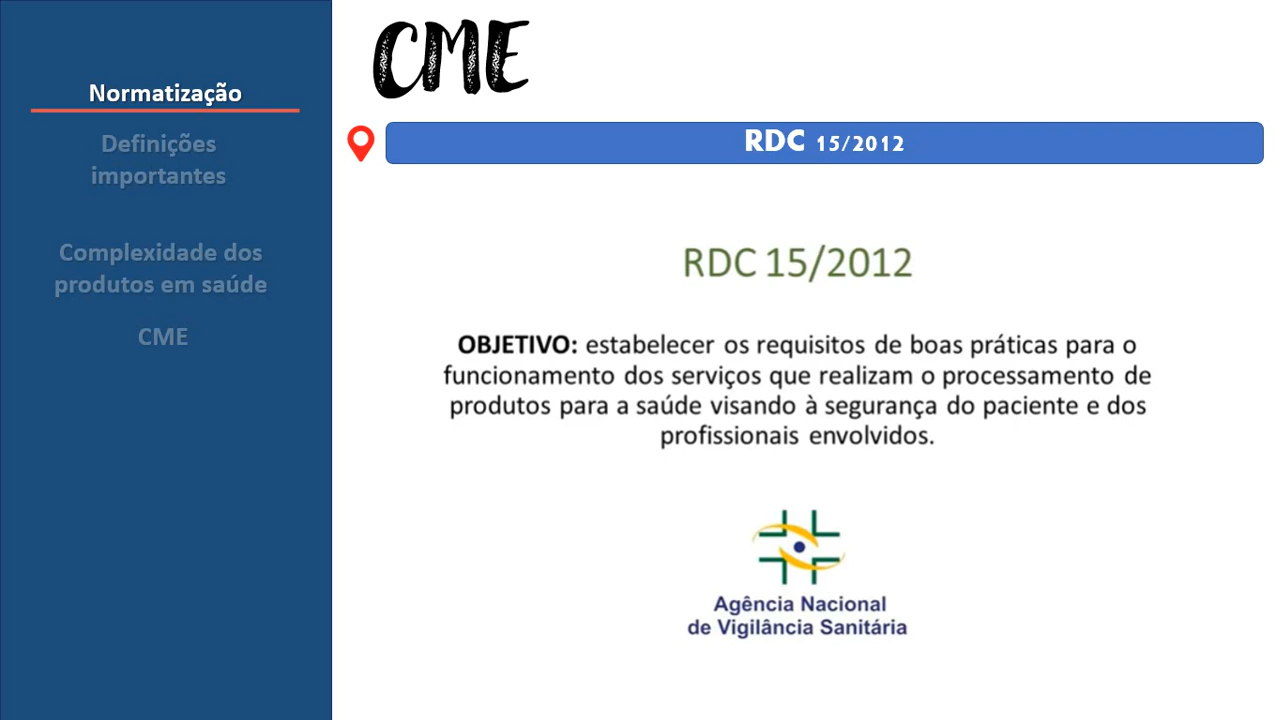 Normatização
Definições
importantes
Complexidade dos
produtos em saúde
CME
CME
RDC 15/2012
RDC 15/2012
OBJETIVO: estabelecer os requisitos de boas práticas para o
funcionamento dos serviços que realizam o processamento de
produtos para a saúde visando à segurança do paciente e dos
profissionais envolvidos.
Agência Nacional
de Vigilância Sanitária